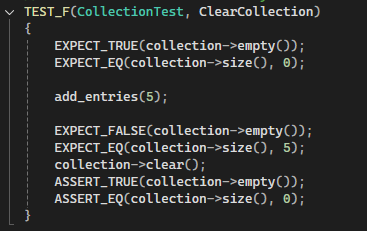 TEST_F(CollectionTest, ClearCollection)
{
    EXPECT_TRUE(collection->empty());
    EXPECT_EQ(collection->size(), 0);

    add_entries(5);

    EXPECT_FALSE(collection->empty());
    EXPECT_EQ(collection->size(), 5);
    collection->clear();
    ASSERT_TRUE(collection->empty());
    ASSERT_EQ(collection->size(), 0);
}